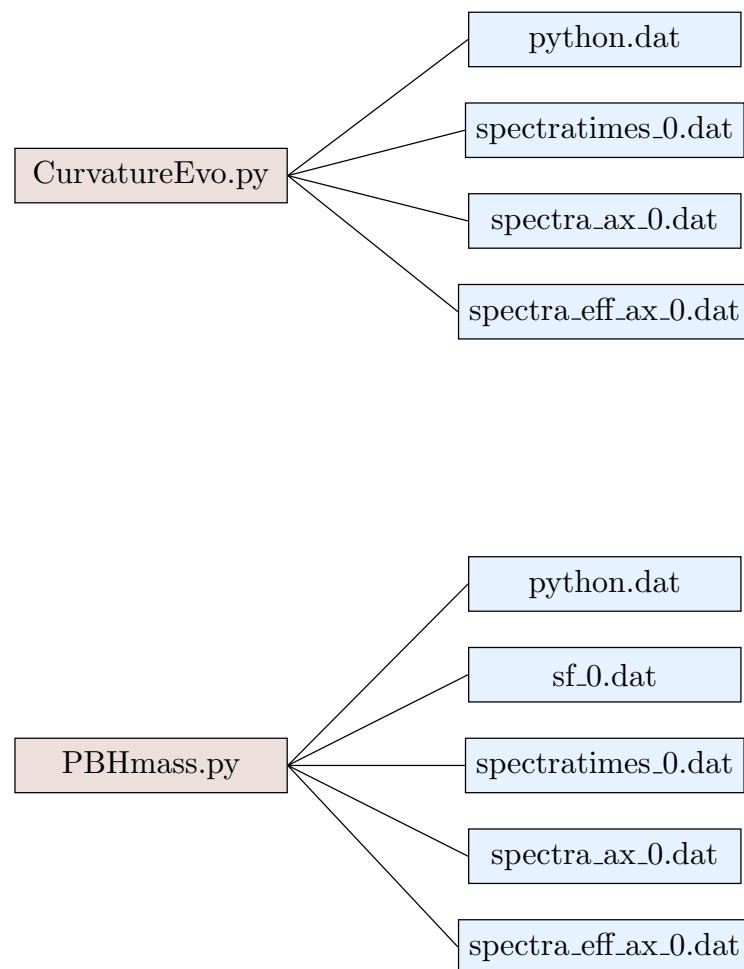 python.dat
spectratimes_0.dat
CurvatureEvo.py
spectra_ax_0.dat
spectra_eff_ax_0.dat
python.dat
sf_0.dat
PBHmass.py
spectratimes_0.dat
spectra_ax_0.dat
spectra_eff_ax_0.dat